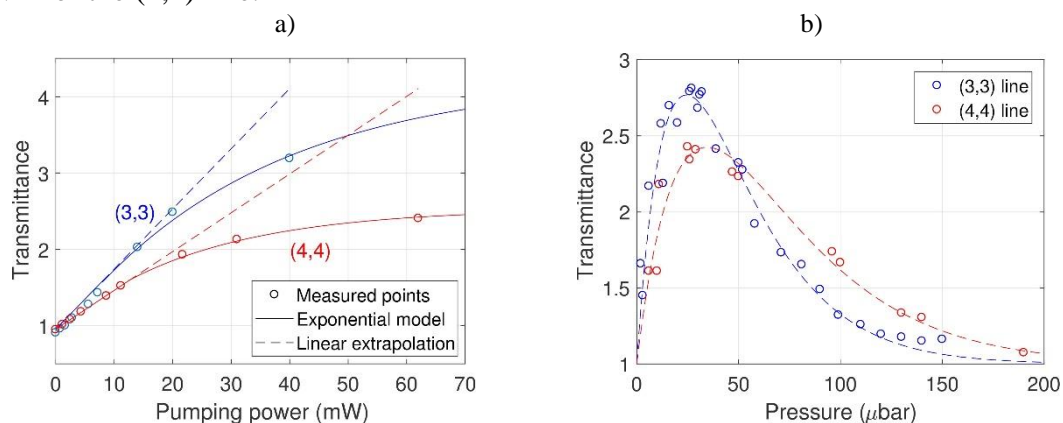 a)
b)
4
3
2
1
0
10
20
30
40
50
60
70
Transmittance
Pumping power (mW)
(3,3)
(4,4)
Measured points
Exponential model
Linear extrapolation
3
2.5
2
1.5
1
0
50
100
150
200
Transmittance
Pressure (μbar)
(3,3) line
(4,4) line